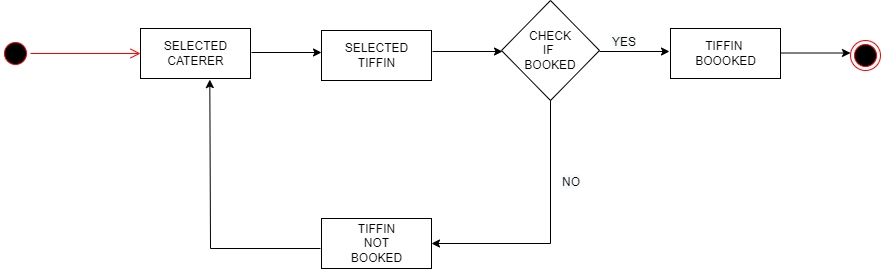 SELECTED
CATERER
SELECTED
TIFFIN
CHECK
IF
BOOKED
YES
TIFFIN
BOOOKED
NO
TIFFIN
NOT
BOOKED